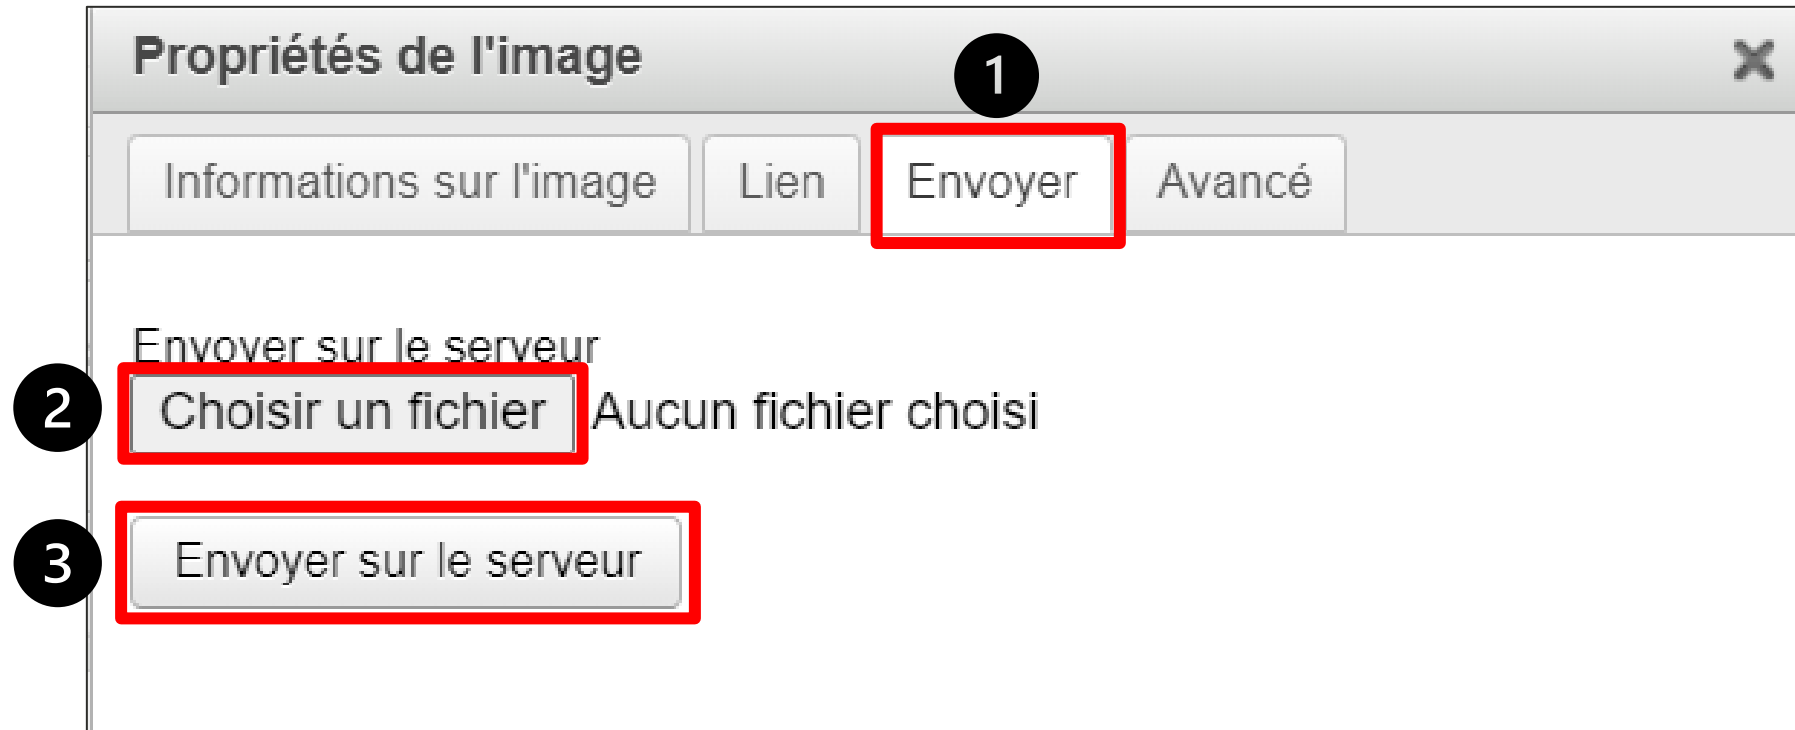 Propriétés de l'image
1
Informations sur l'image Lien Envoyer Avancé
Envoyer sur le serveur
2 Choisir un fichier Aucun fichier choisi
3 Envoyer sur le serveur